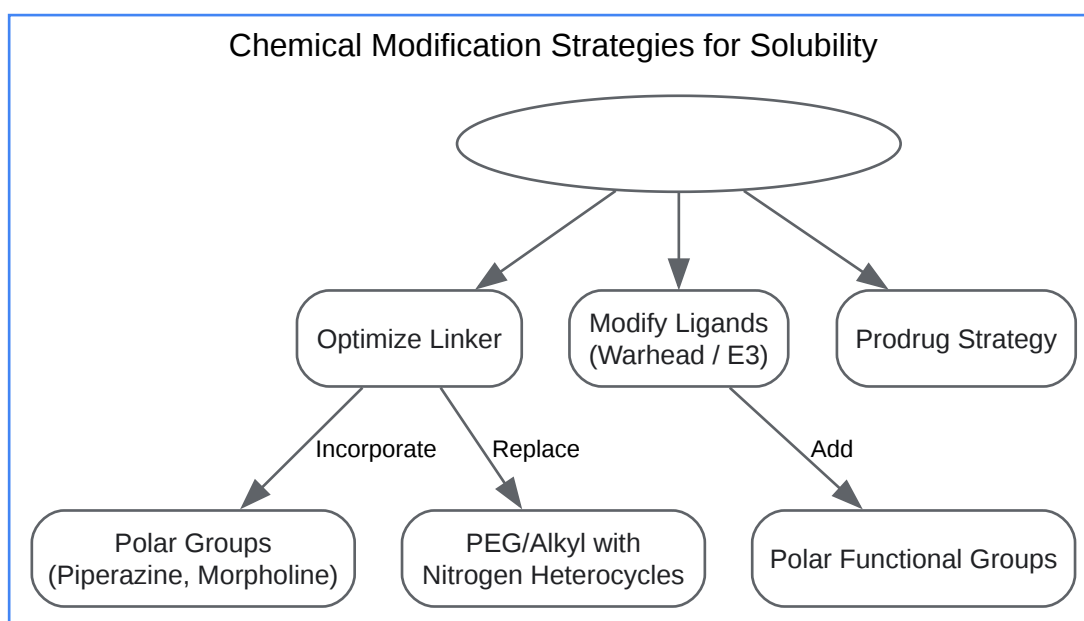 Chemical Modification Strategies for Solubility
Optimize Linker
Modify Ligands
(Warhead / E3)
Prodrug Strategy
Incorporate
Replace
Add
Polar Groups
(Piperazine, Morpholine)
PEG/Alkyl with
Nitrogen Heterocycles
Polar Functional Groups